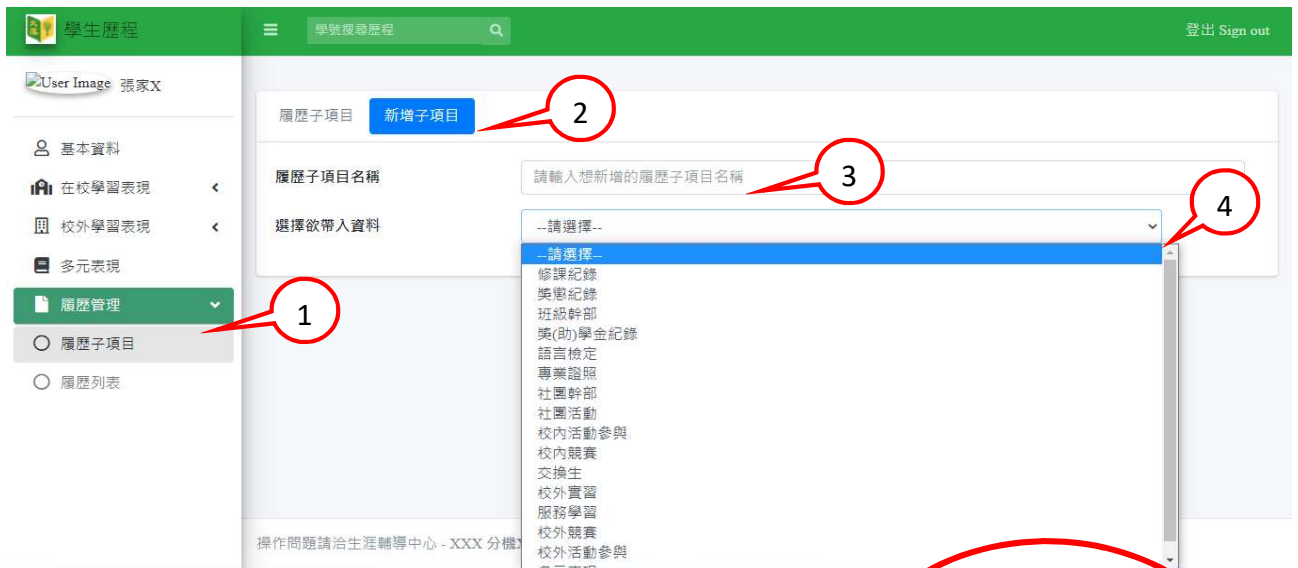 學生歷程
學號搜尋歷程
登出 Sign out
User Image 張家X
履歷子項目 新增子項目
2
基本資料
在校學習表現
校外學習表現
多元表現
履歷管理
履歷子項目
履歷列表
1
履歷子項目名稱
請輸入想新增的履歷子項目名稱
3
選擇欲帶入資料
--請選擇--
4
--請選擇--
修課紀錄
獎懲紀錄
班級幹部
獎(助)學金紀錄
語言檢定
專業證照
社團幹部
社團活動
校內活動參與
校內競賽
交換生
校外實習
服務學習
校外競賽
校外活動參與
操作問題請洽生涯輔導中心 - XXX 分機